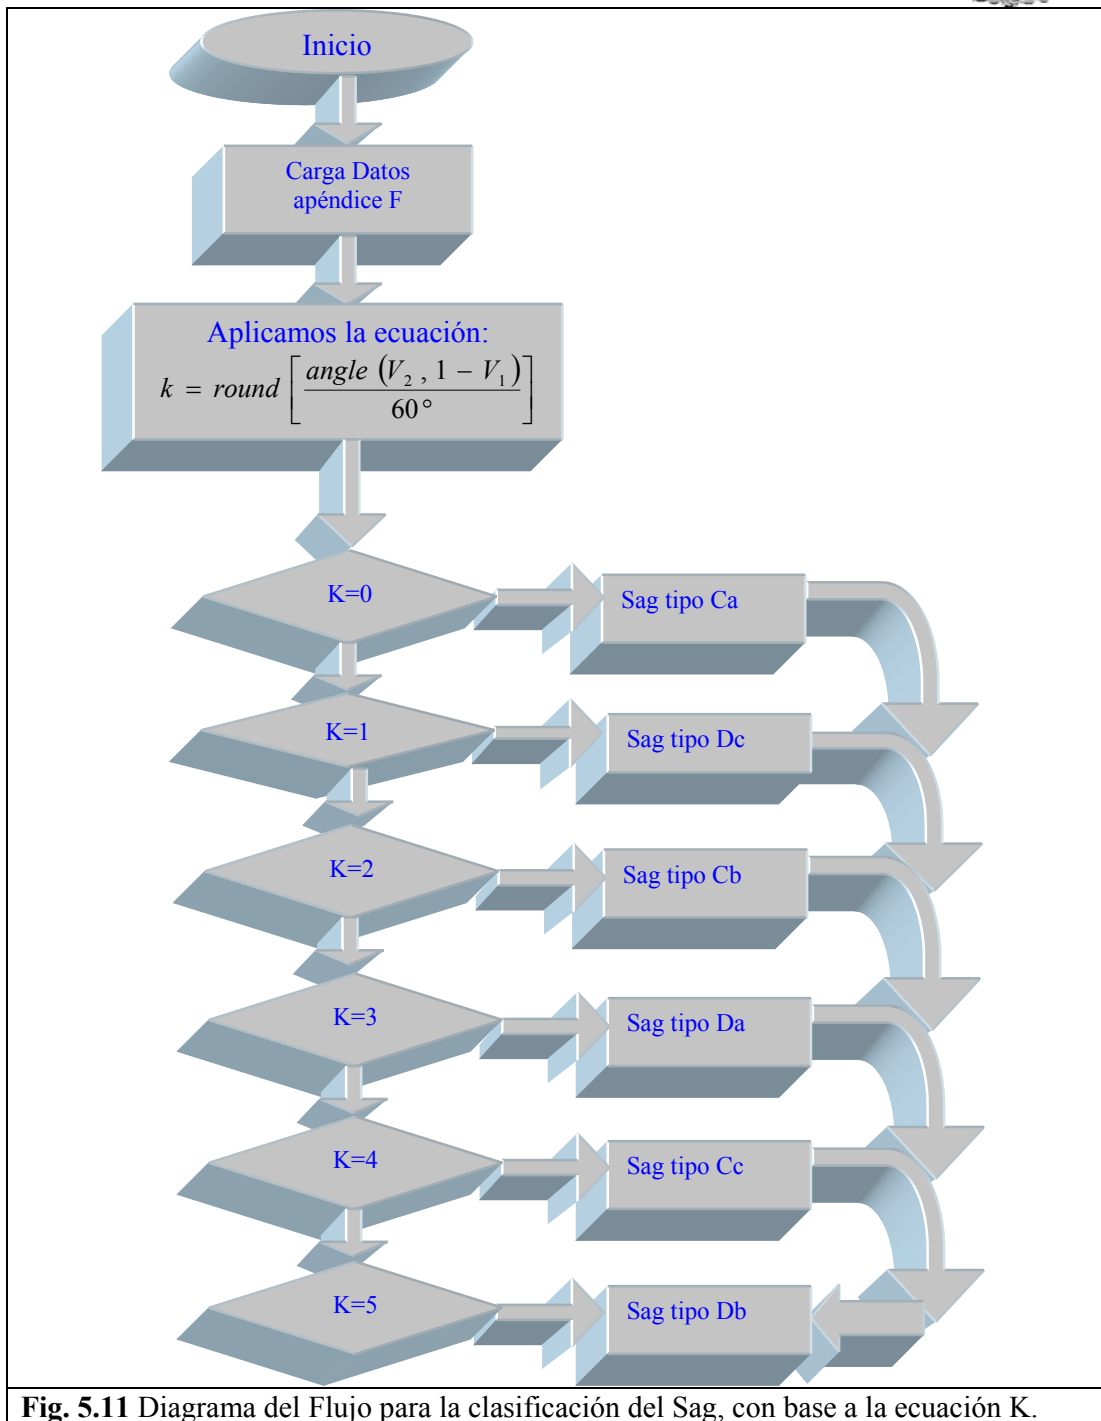 Inicio
Carga Datos
apéndice F
Aplicamos la ecuación:
k = round [ angle (V₂ , 1 − V₁) / 60° ]
K=0
Sag tipo Ca
K=1
Sag tipo Dc
K=2
Sag tipo Cb
K=3
Sag tipo Da
K=4
Sag tipo Cc
K=5
Sag tipo Db
Fig. 5.11 Diagrama del Flujo para la clasificación del Sag, con base a la ecuación K.